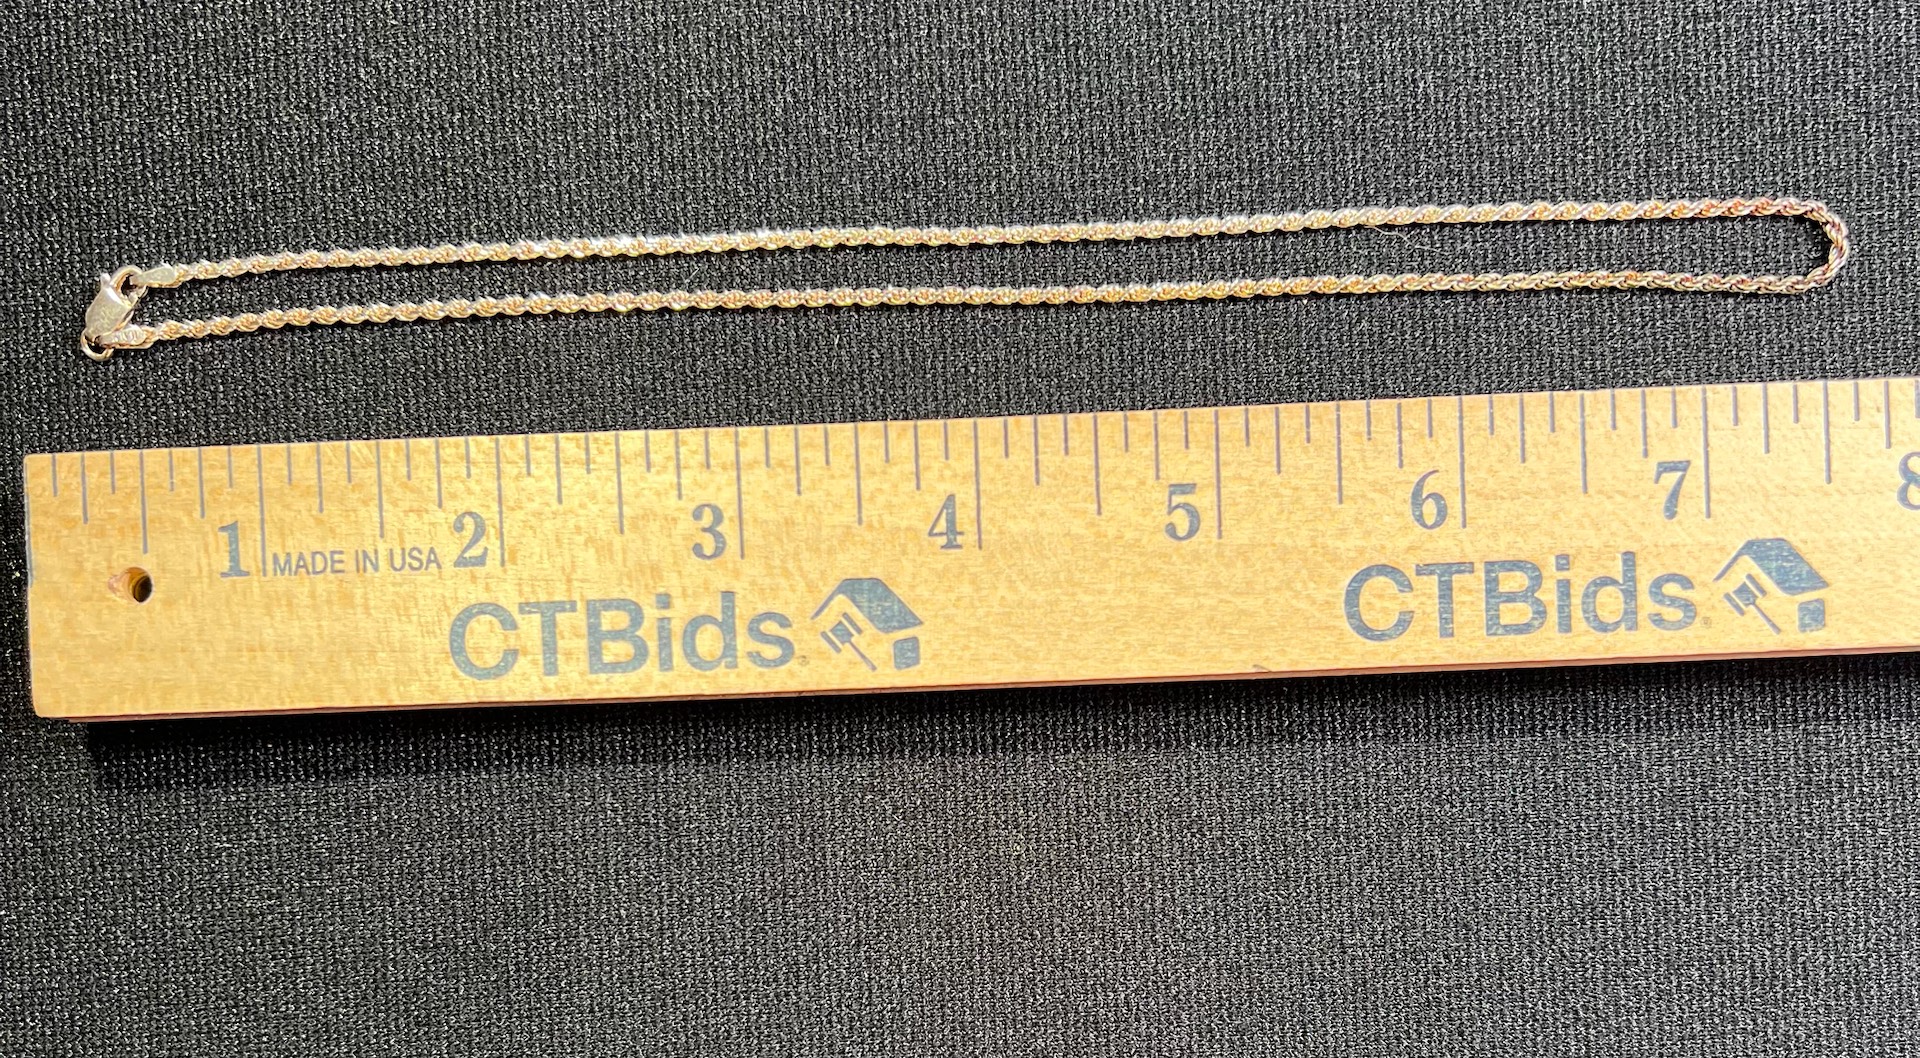 1 2 3 4 5 6 7 8
MADE IN USA
CTBids CTBids